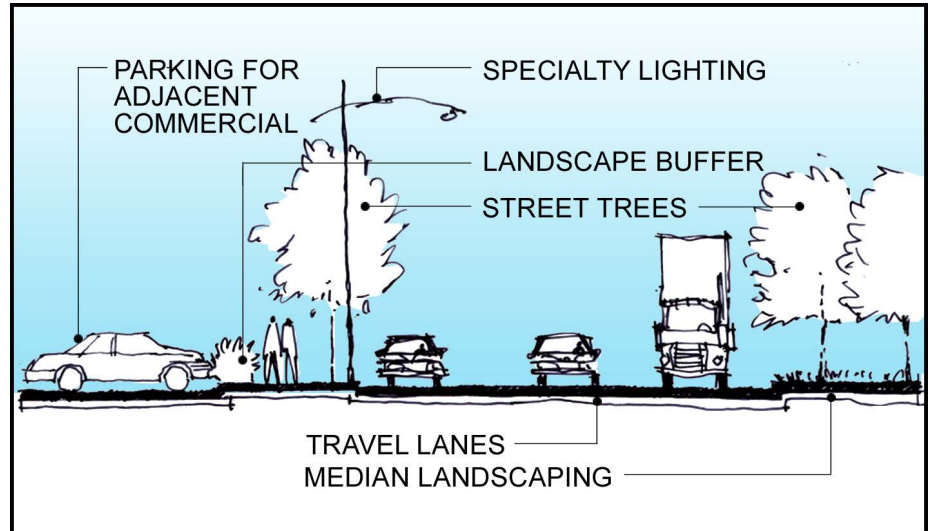 PARKING FOR
ADJACENT
COMMERCIAL
SPECIALTY LIGHTING
LANDSCAPE BUFFER
STREET TREES
TRAVEL LANES
MEDIAN LANDSCAPING